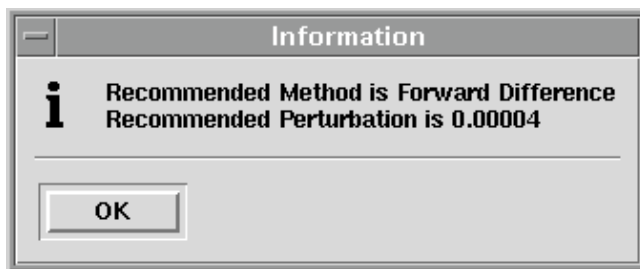 Information
i
Recommended Method is Forward Difference
Recommended Perturbation is 0.00004
OK